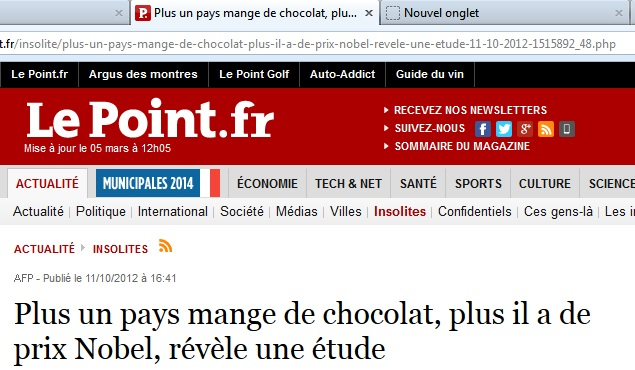 Plus un pays mange de chocolat, plu...
Nouvel onglet
t.fr/insolite/plus-un-pays-mange-de-chocolat-plus-il-a-de-prix-nobel-revele-une-etude-11-10-2012-1515892_48.php
Le Point.fr Argus des montres Le Point Golf Auto-Addict Guide du vin
Le Point.fr
Mise à jour le 05 mars à 12h05
RECEVEZ NOS NEWSLETTERS
SUIVEZ-NOUS
SOMMAIRE DU MAGAZINE
ACTUALITÉ MUNICIPALES 2014 ÉCONOMIE TECH & NET SANTÉ SPORTS CULTURE SCIENCE
Actualité | Politique | International | Société | Médias | Villes | Insolites | Confidentiels | Ces gens-là | Les i
ACTUALITÉ INSOLITES
AFP - Publié le 11/10/2012 à 16:41
Plus un pays mange de chocolat, plus il a de
prix Nobel, révèle une étude